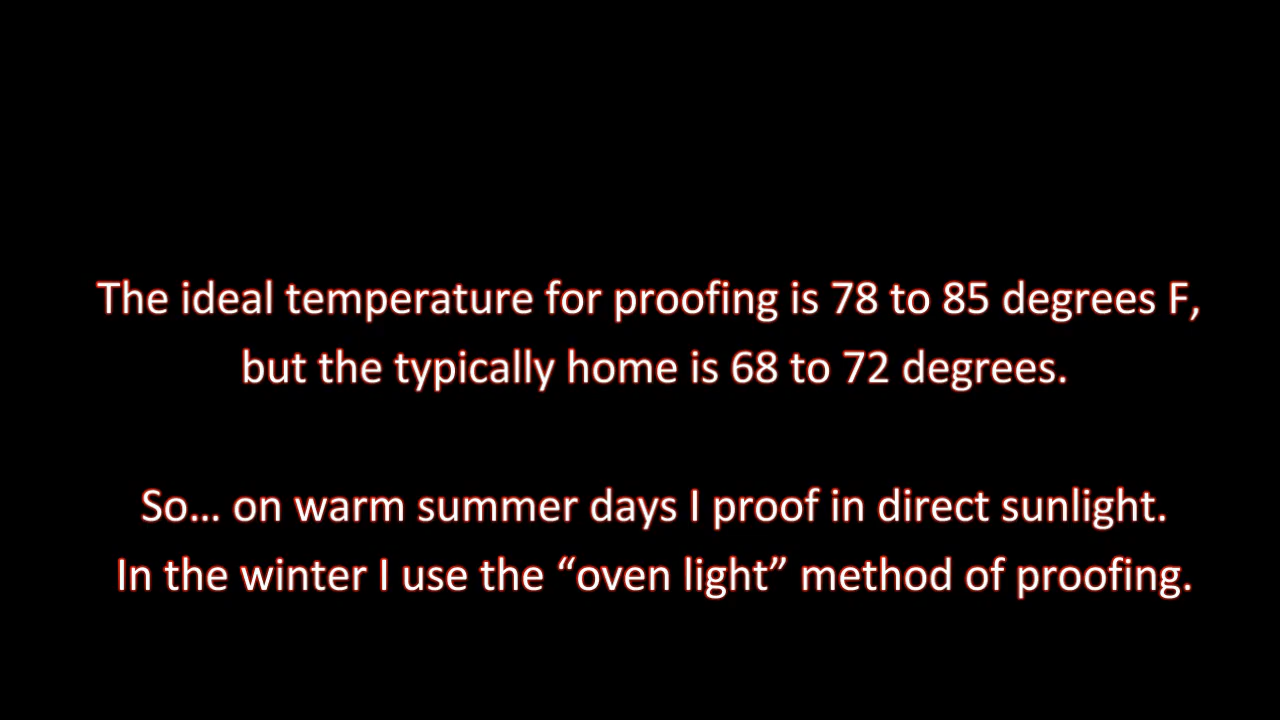 The ideal temperature for proofing is 78 to 85 degrees F,
but the typically home is 68 to 72 degrees.
So… on warm summer days I proof in direct sunlight.
In the winter I use the “oven light” method of proofing.